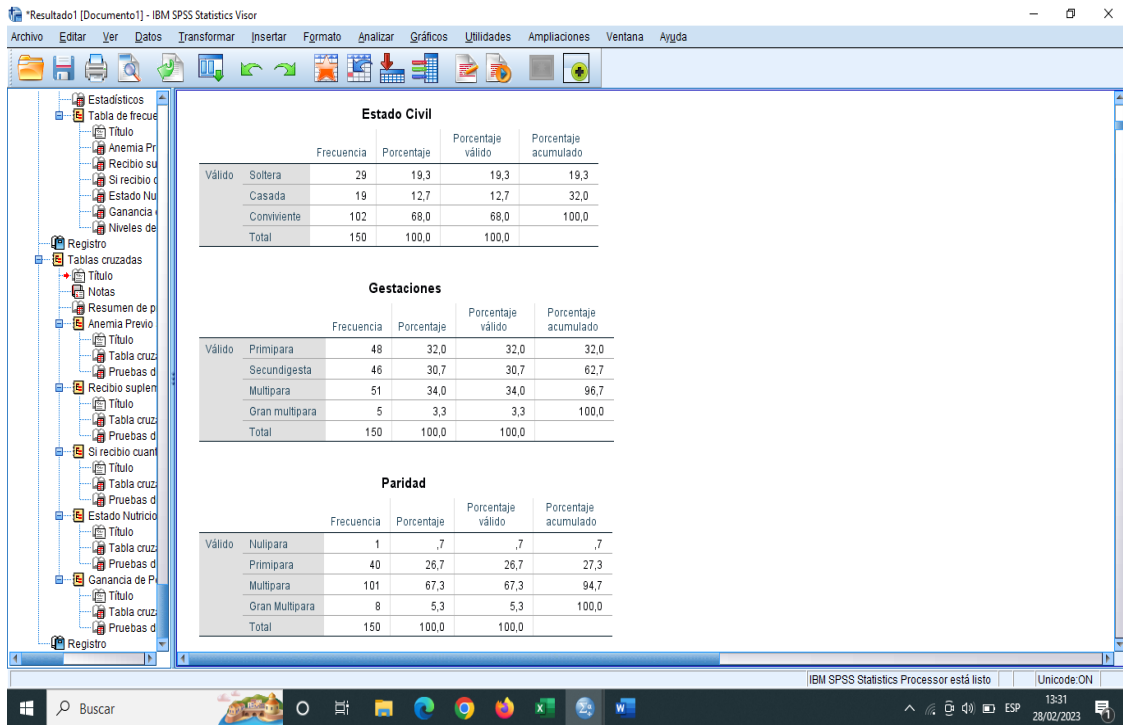 *Resultado1 [Documento1] - IBM SPSS Statistics Visor
Archivo Editar Ver Datos Transformar Insertar Formato Analizar Gráficos Utilidades Ampliaciones Ventana Ayuda
Estadísticos
Tabla de frecue
Título
Anemia Pr
Recibio su
Si recibio c
Estado Nu
Ganancia
Niveles de
Registro
Tablas cruzadas
Título
Notas
Resumen de p
Anemia Previo
Título
Tabla cruz
Pruebas d
Recibio suplem
Título
Tabla cruz
Pruebas d
Si recibio cuant
Título
Tabla cruz
Pruebas d
Estado Nutricio
Título
Tabla cruz
Pruebas d
Ganancia de Pe
Título
Tabla cruz
Pruebas d
Registro
Estado Civil
Frecuencia Porcentaje Porcentaje válido Porcentaje acumulado
Válido Soltera 29 19,3 19,3 19,3
Casada 19 12,7 12,7 32,0
Conviviente 102 68,0 68,0 100,0
Total 150 100,0 100,0
Gestaciones
Frecuencia Porcentaje Porcentaje válido Porcentaje acumulado
Válido Primipara 48 32,0 32,0 32,0
Secundigesta 46 30,7 30,7 62,7
Multipara 51 34,0 34,0 96,7
Gran multipara 5 3,3 3,3 100,0
Total 150 100,0 100,0
Paridad
Frecuencia Porcentaje Porcentaje válido Porcentaje acumulado
Válido Nulipara 1 ,7 ,7 ,7
Primipara 40 26,7 26,7 27,3
Multipara 101 67,3 67,3 94,7
Gran Multipara 8 5,3 5,3 100,0
Total 150 100,0 100,0
IBM SPSS Statistics Processor está listo Unicode:ON
Buscar
ESP
13:31
28/02/2023